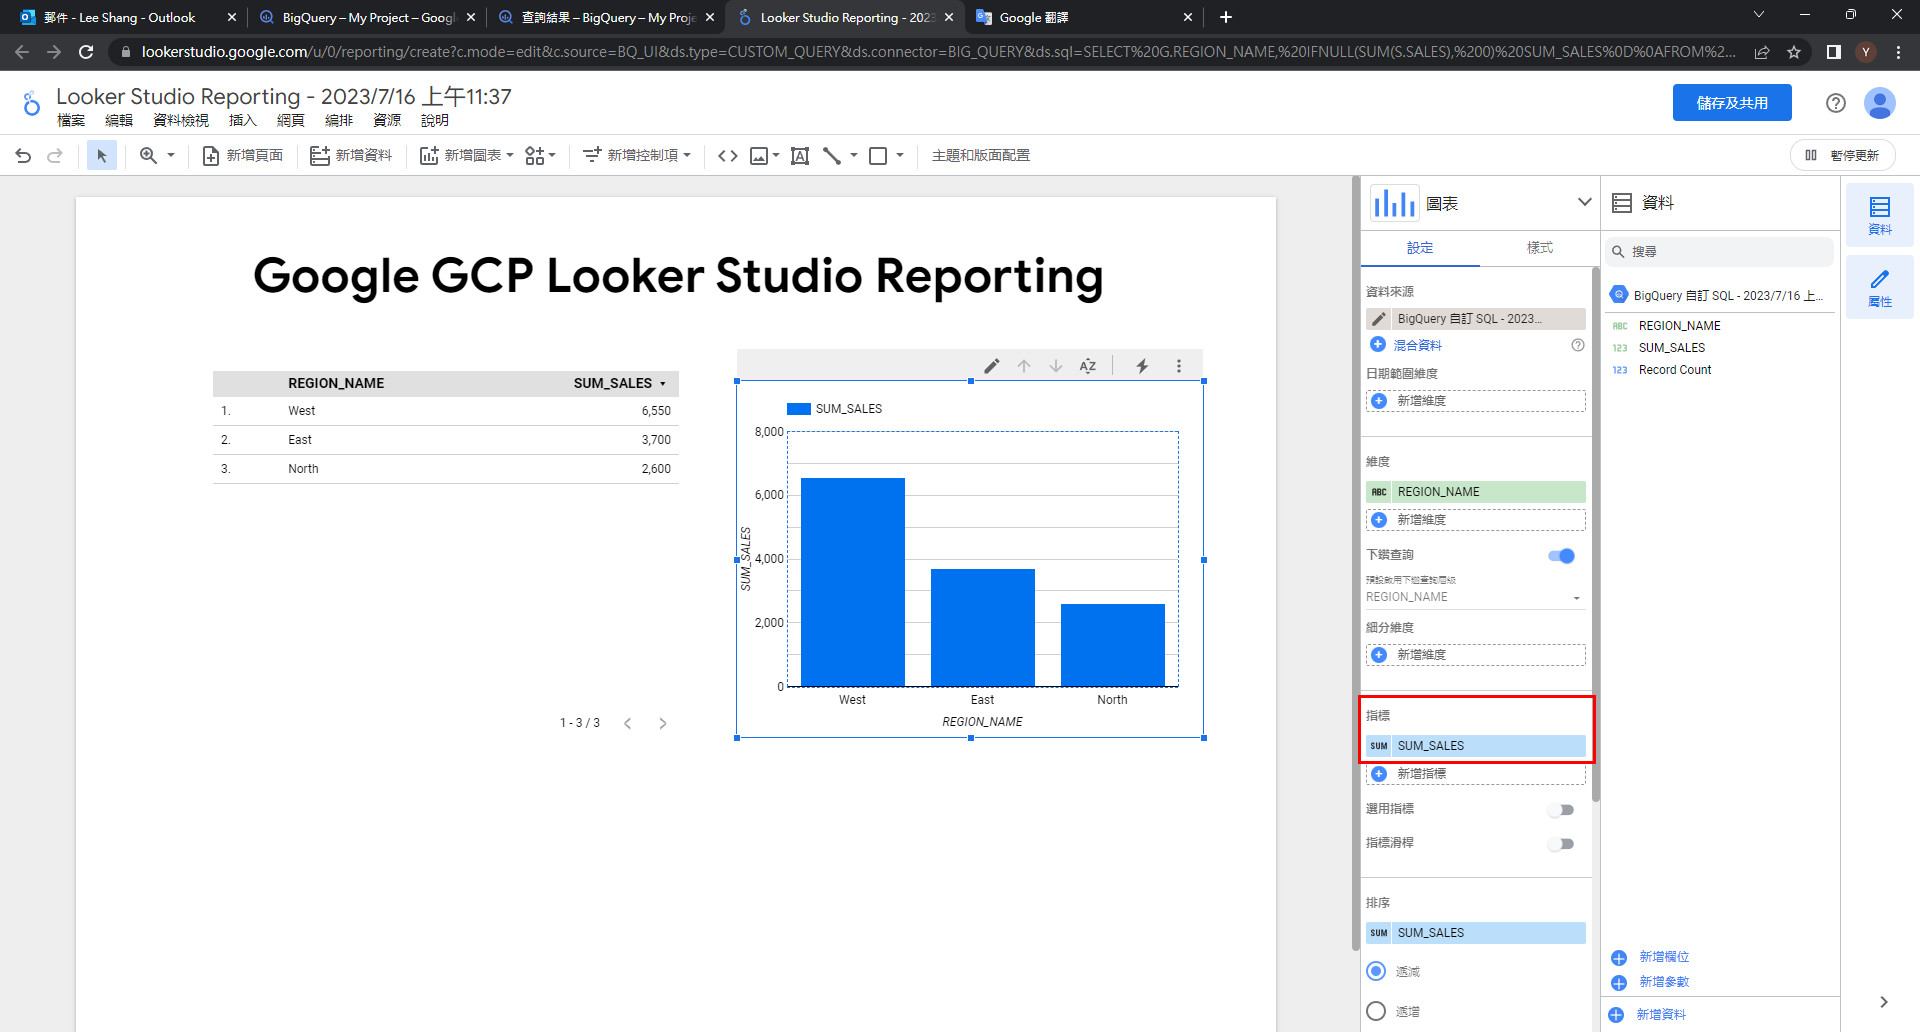 郵件 - Lee Shang - Outlook
BigQuery – My Project – Googl
查詢結果 – BigQuery – My Proje
Looker Studio Reporting - 2023
Google 翻譯
lookerstudio.google.com/u/0/reporting/create?c.mode=edit&c.source=BQ_UI&ds.type=CUSTOM_QUERY&ds.connector=BIG_QUERY&ds.sql=SELECT%20G.REGION_NAME,%20IFNULL(SUM(S.SALES),%200)%20SUM_SALES%0D%0AFROM%2...
Y
Looker Studio Reporting - 2023/7/16 上午11:37
檔案 編輯 資料檢視 插入 網頁 編排 資源 說明
儲存及共用
新增頁面
新增資料
新增圖表
新增控制項
主題和版面配置
暫停更新
Google GCP Looker Studio Reporting
REGION_NAME SUM_SALES
1. West 6,550
2. East 3,700
3. North 2,600
1 - 3 / 3
AZ
SUM_SALES
8,000
6,000
4,000
2,000
0
SUM_SALES
West East North
REGION_NAME
圖表
設定 樣式
資料來源
BigQuery 自訂 SQL - 2023...
混合資料
日期範圍維度
新增維度
維度
ABC REGION_NAME
新增維度
下鑽查詢
預設啟用下鑽查詢層級
REGION_NAME
細分維度
新增維度
指標
SUM SUM_SALES
新增指標
選用指標
指標滑桿
排序
SUM SUM_SALES
遞減
遞增
資料
搜尋
BigQuery 自訂 SQL - 2023/7/16 上...
ABC REGION_NAME
123 SUM_SALES
123 Record Count
新增欄位
新增參數
新增資料
資料
屬性